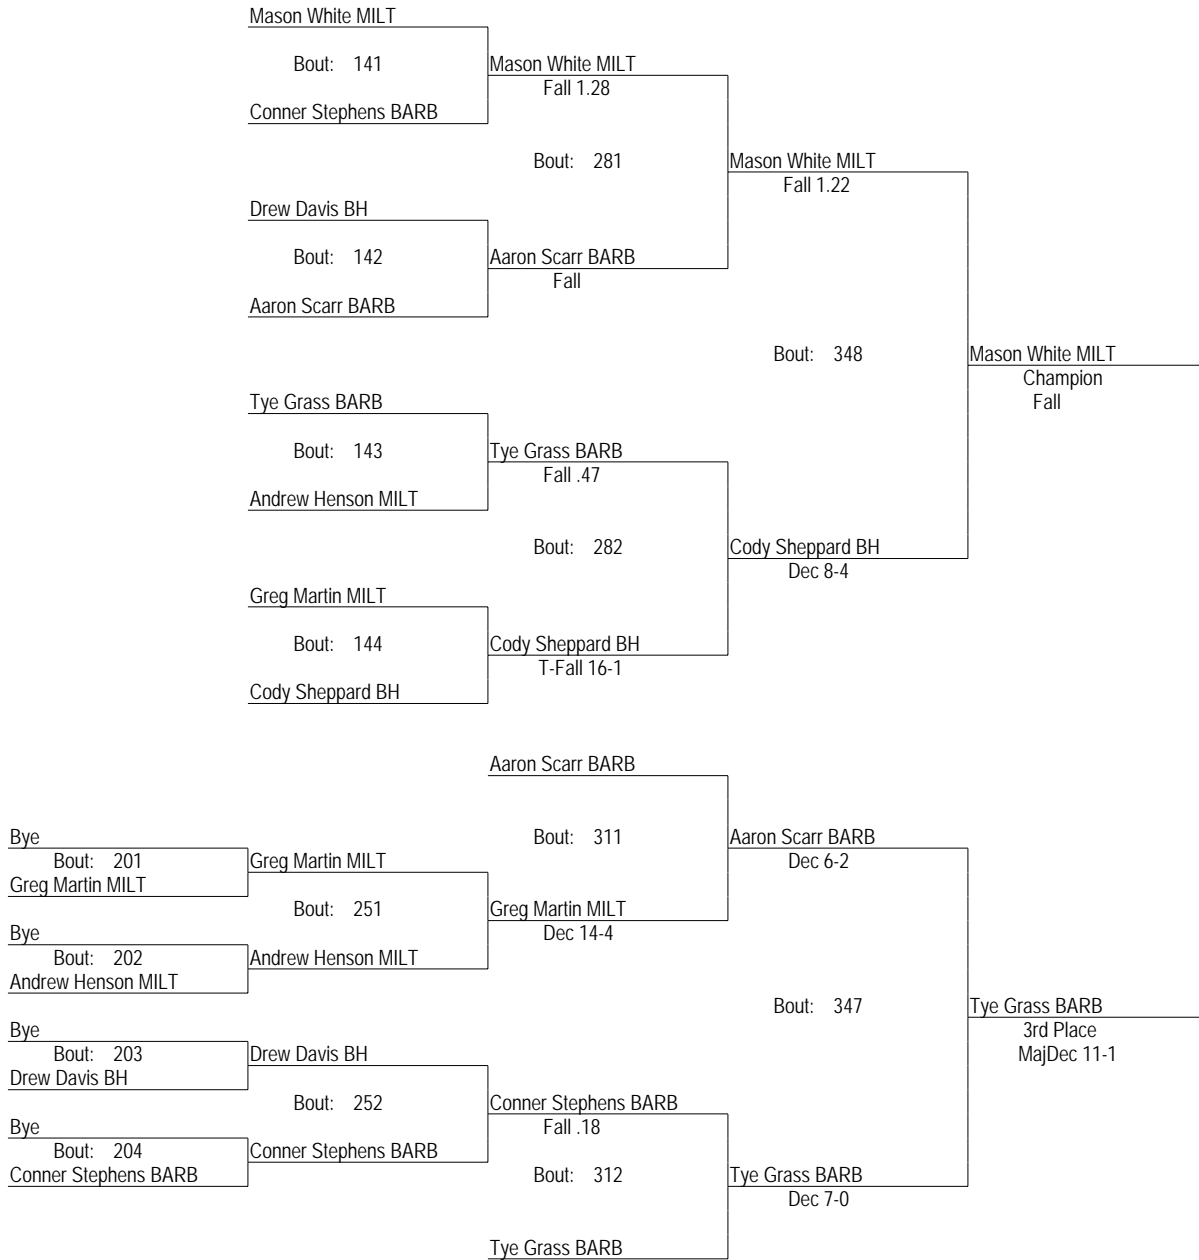 Mason White MILT
Bout: 141
Mason White MILT
Fall 1.28
Conner Stephens BARB
Bout: 281
Mason White MILT
Fall 1.22
Drew Davis BH
Bout: 142
Aaron Scarr BARB
Fall
Aaron Scarr BARB
Bout: 348
Mason White MILT
Champion
Fall
Tye Grass BARB
Bout: 143
Tye Grass BARB
Fall .47
Andrew Henson MILT
Bout: 282
Cody Sheppard BH
Dec 8-4
Greg Martin MILT
Bout: 144
Cody Sheppard BH
T-Fall 16-1
Cody Sheppard BH
Aaron Scarr BARB
Bout: 311
Aaron Scarr BARB
Dec 6-2
Bye
Bout: 201
Greg Martin MILT
Greg Martin MILT
Bout: 251
Greg Martin MILT
Dec 14-4
Bye
Bout: 202
Andrew Henson MILT
Andrew Henson MILT
Bout: 347
Tye Grass BARB
3rd Place
MajDec 11-1
Bye
Bout: 203
Drew Davis BH
Drew Davis BH
Bout: 252
Conner Stephens BARB
Fall .18
Bye
Bout: 204
Conner Stephens BARB
Conner Stephens BARB
Bout: 312
Tye Grass BARB
Dec 7-0
Tye Grass BARB